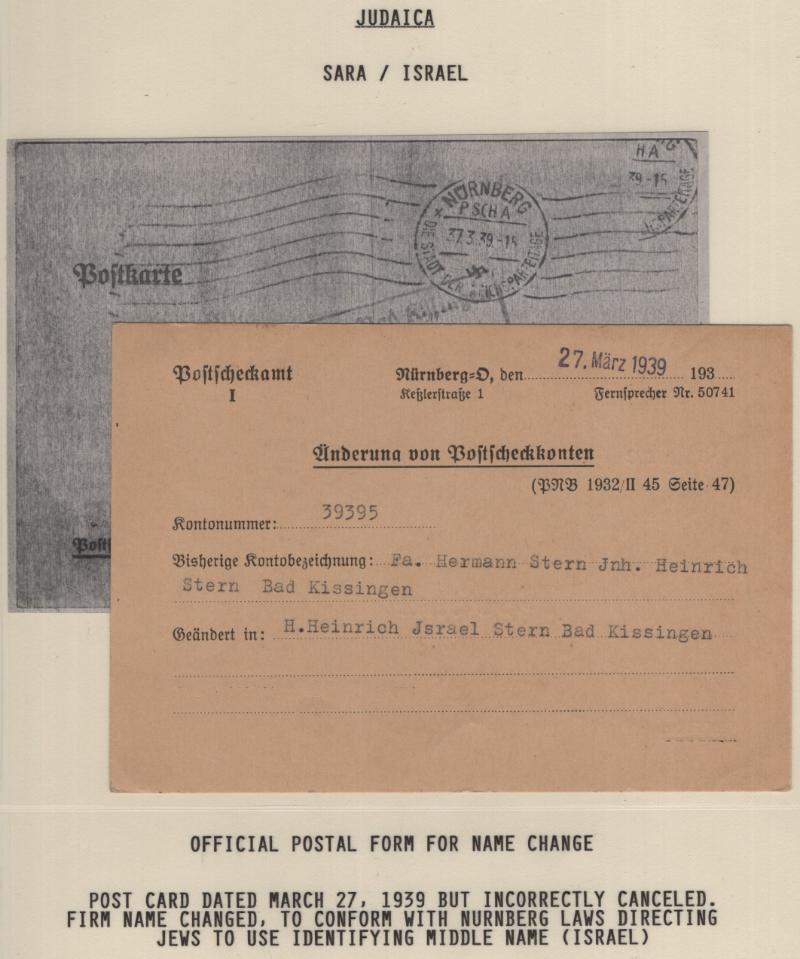 JUDAICA
SARA / ISRAEL
HA
39-15
NÜRNBERG
PSCHA
37.3.39.-15
DIE STADT DER REICHSPARTEITAGE
Postkarte
Postscheckamt
I
Nürnberg=O, den 27. März 1939 193
Keßlerstraße 1
Fernsprecher Nr. 50741
Änderung von Postscheckkonten
(PNB 1932/II 45 Seite 47)
Kontonummer: 39395
Bisherige Kontobezeichnung: Fa. Hermann Stern Jnh. Heinrich
Stern Bad Kissingen
Geändert in: H.Heinrich Jsrael Stern Bad Kissingen
OFFICIAL POSTAL FORM FOR NAME CHANGE
POST CARD DATED MARCH 27, 1939 BUT INCORRECTLY CANCELED.
FIRM NAME CHANGED, TO CONFORM WITH NURNBERG LAWS DIRECTING
JEWS TO USE IDENTIFYING MIDDLE NAME (ISRAEL)